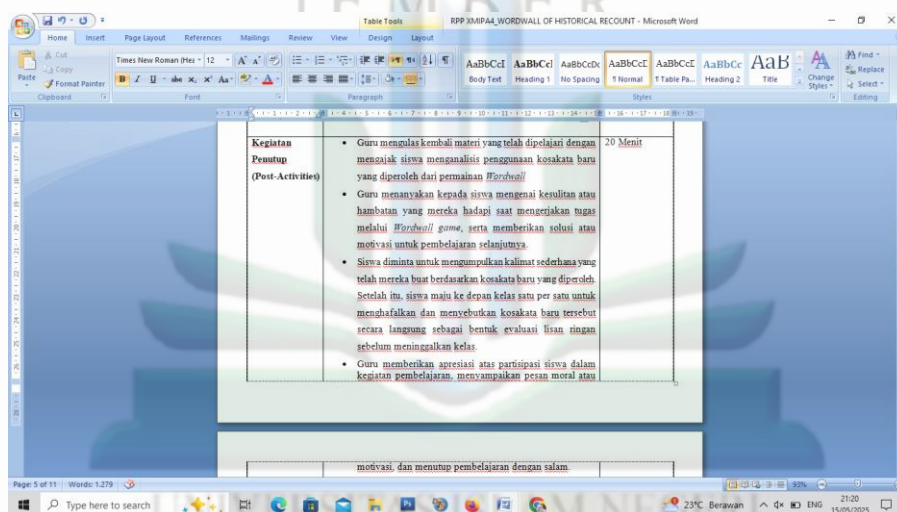 Table Tools
RPP XMIPA4_WORDWALL OF HISTORICAL RECOUNT - Microsoft Word
Home Insert Page Layout References Mailings Review View Design Layout
Cut
Copy
Format Painter
Paste
Clipboard
Times New Roman (Hea 12
Font
Paragraph
AaBbCcI AaBbCcl AaBbCcDc AaBbCcI AaBbCcI AaBbCc AaB
Body Text Heading 1 No Spacing ¶ Normal ¶ Table Pa... Heading 2 Title
Change Styles
Styles
Find
Replace
Select
Editing
Kegiatan
Penutup
(Post-Activities)
• Guru mengulas kembali materi yang telah dipelajari dengan
mengajak siswa menganalisis penggunaan kosakata baru
yang diperoleh dari permainan Wordwall
• Guru menanyakan kepada siswa mengenai kesulitan atau
hambatan yang mereka hadapi saat mengerjakan tugas
melalui Wordwall game, serta memberikan solusi atau
motivasi untuk pembelajaran selanjutnya.
• Siswa diminta untuk mengumpulkan kalimat sederhana yang
telah mereka buat berdasarkan kosakata baru yang diperoleh.
Setelah itu, siswa maju ke depan kelas satu per satu untuk
menghafalkan dan menyebutkan kosakata baru tersebut
secara langsung sebagai bentuk evaluasi lisan ringan
sebelum meninggalkan kelas.
• Guru memberikan apresiasi atas partisipasi siswa dalam
kegiatan pembelajaran, menyampaikan pesan moral atau
20 Menit
motivasi, dan menutup pembelajaran dengan salam.
Page: 5 of 11 Words: 1.279
93%
Type here to search
23°C Berawan
ENG
21:20
15/05/2025